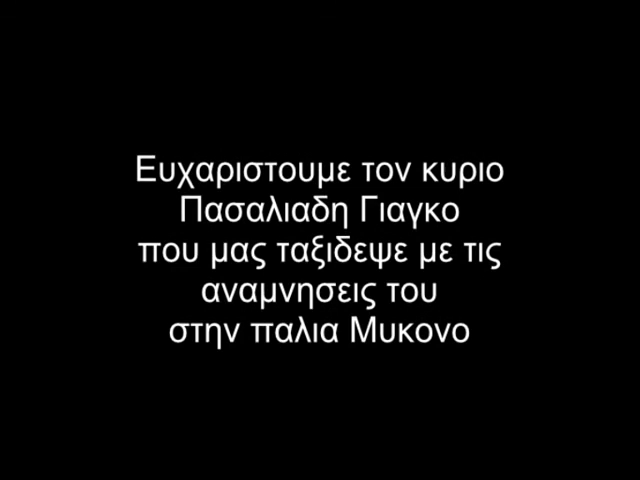 Ευχαριστουμε τον κυριο
Πασαλιαδη Γιαγκο
που μας ταξιδεψε με τις
αναμνησεις του
στην παλια Μυκονο